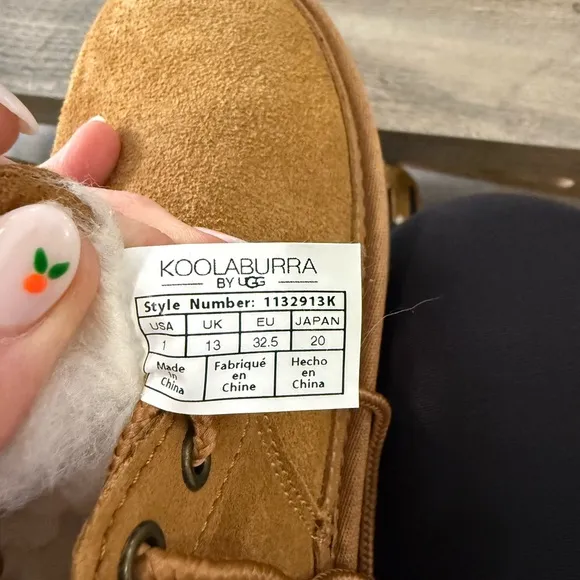 KOOLABURRA
BY UGG
Style Number: 1132913K
USA UK EU JAPAN
1 13 32.5 20
Made in China Fabriqué en Chine Hecho en China